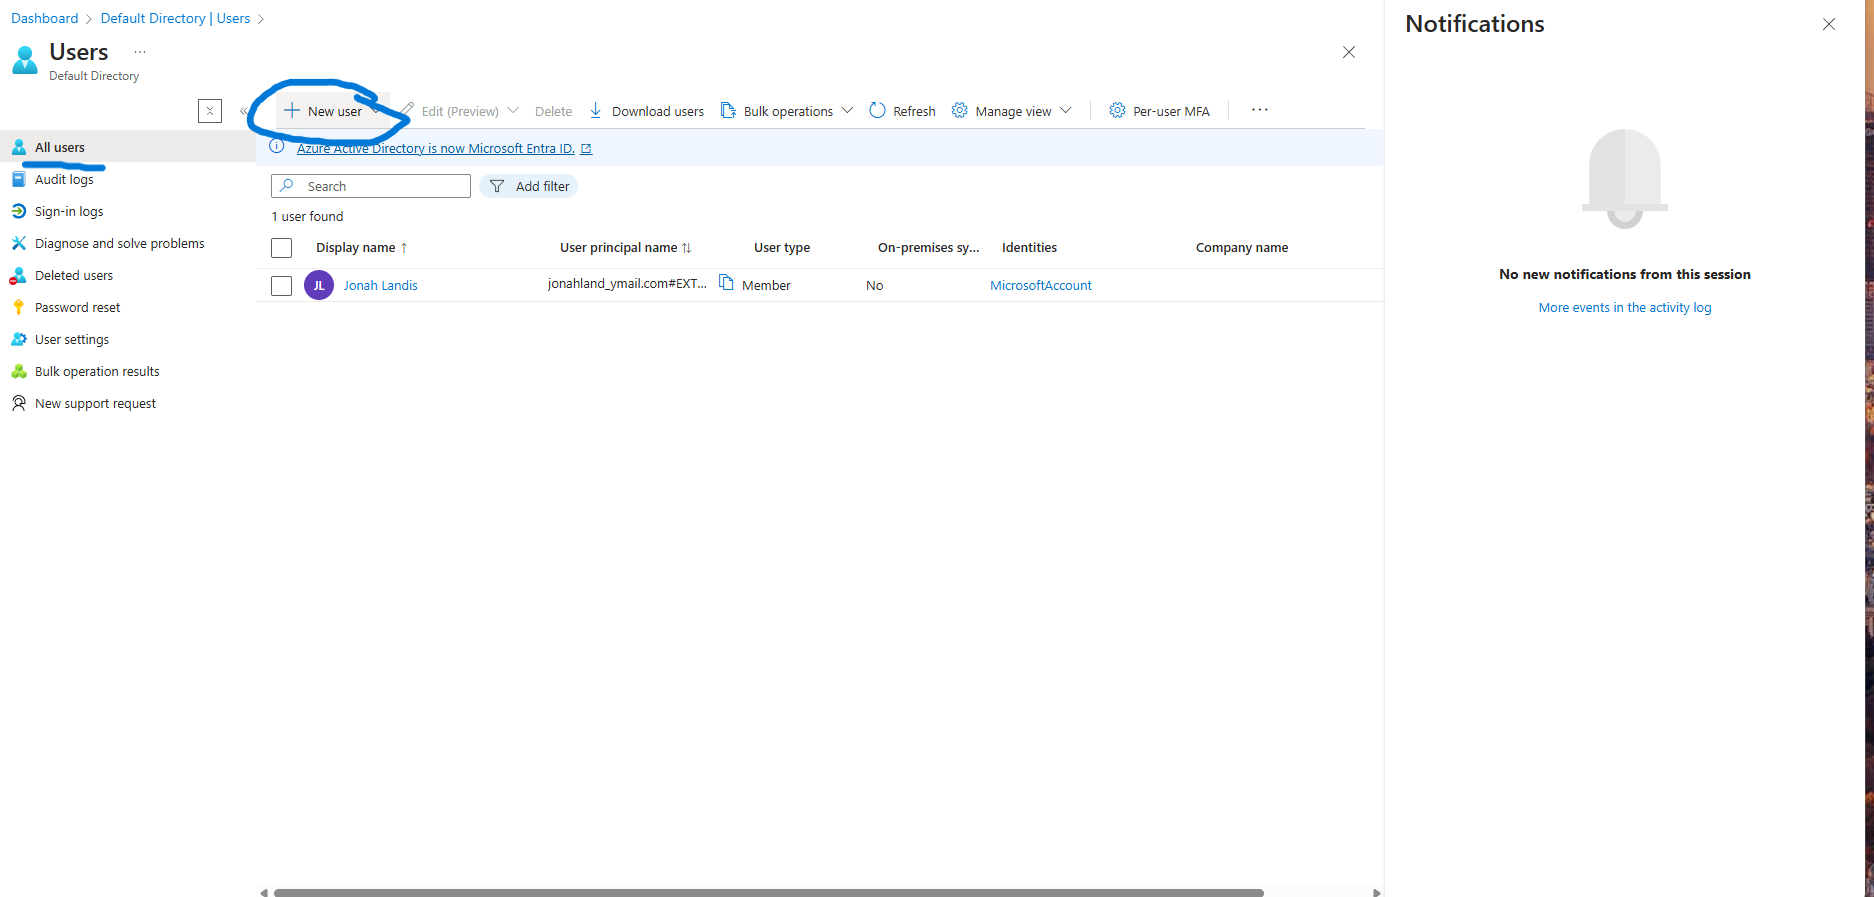 Dashboard > Default Directory | Users >
Users ...
Default Directory
New user Edit (Preview) Delete Download users Bulk operations Refresh Manage view Per-user MFA ...
Azure Active Directory is now Microsoft Entra ID.
All users
Audit logs
Sign-in logs
Diagnose and solve problems
Deleted users
Password reset
User settings
Bulk operation results
New support request
Search Add filter
1 user found
Display name ↑ User principal name ↑↓ User type On-premises sy... Identities Company name
JL Jonah Landis jonahland_ymail.com#EXT... Member No MicrosoftAccount
Notifications
No new notifications from this session
More events in the activity log